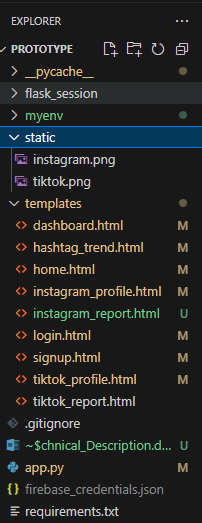 EXPLORER
PROTOTYPE
__pycache__
flask_session
myenv
static
instagram.png
tiktok.png
templates
dashboard.html M
hashtag_trend.html M
home.html M
instagram_profile.html M
instagram_report.html U
login.html M
signup.html M
tiktok_profile.html M
tiktok_report.html
.gitignore
~$chnical_Description.d... U
app.py M
firebase_credentials.json
requirements.txt